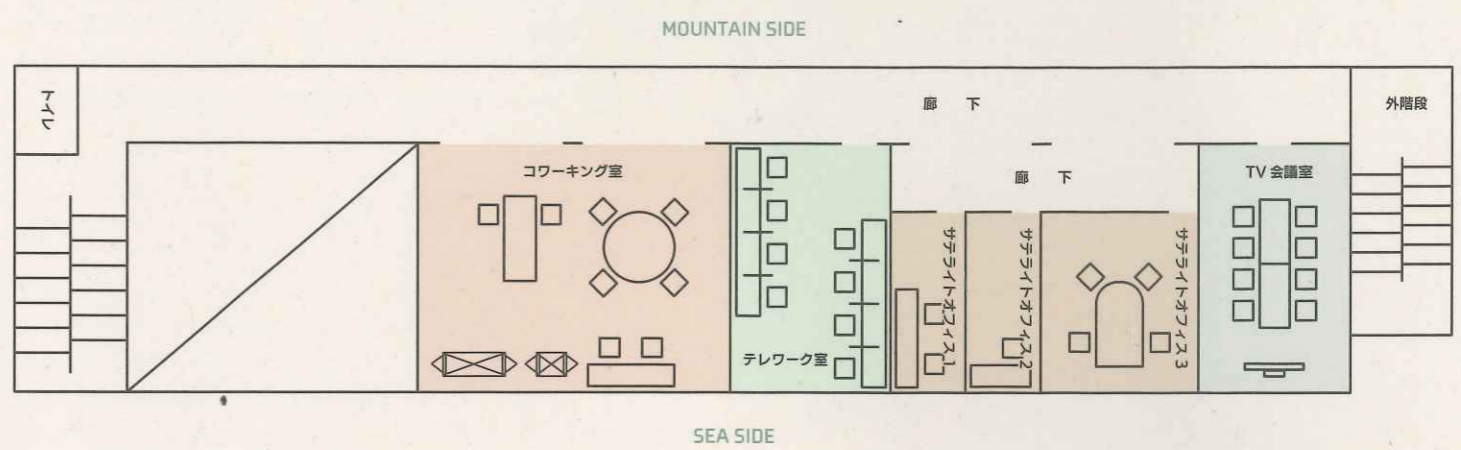 MOUNTAIN SIDE
トイレ
廊 下
外階段
コワーキング室
廊 下
TV 会議室
サテライトオフィス1
サテライトオフィス2
サテライトオフィス3
テレワーク室
SEA SIDE